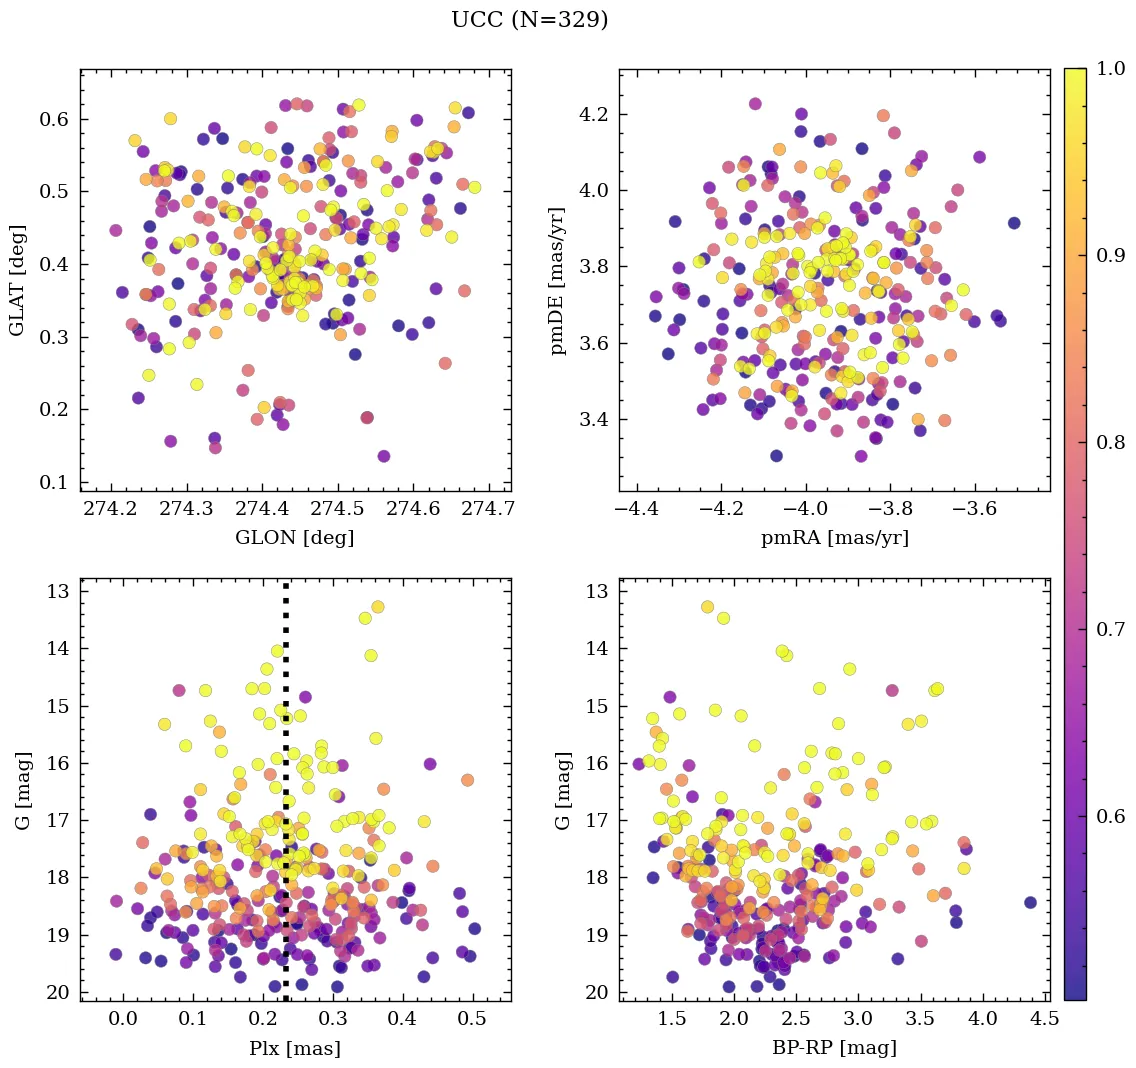 UCC (N=329)
0.6
0.5
0.4
0.3
0.2
0.1
GLAT [deg]
274.2 274.3 274.4 274.5 274.6 274.7
GLON [deg]
4.2
4.0
3.8
3.6
3.4
pmDE [mas/yr]
−4.4 −4.2 −4.0 −3.8 −3.6
pmRA [mas/yr]
13
14
15
16
17
18
19
20
G [mag]
0.0 0.1 0.2 0.3 0.4 0.5
Plx [mas]
13
14
15
16
17
18
19
20
G [mag]
1.5 2.0 2.5 3.0 3.5 4.0 4.5
BP-RP [mag]
1.0
0.9
0.8
0.7
0.6